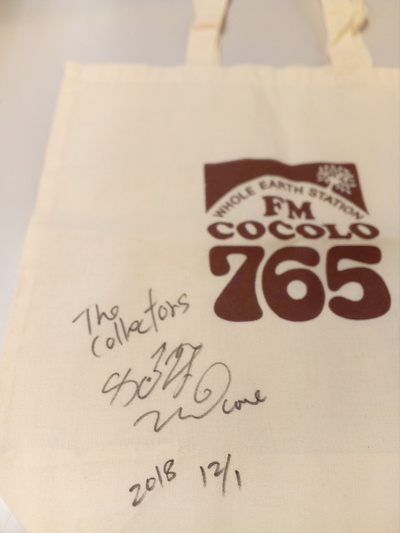 WHOLE EARTH STATION
FM
COCOLO
765
The
Collectors
2018 12/1